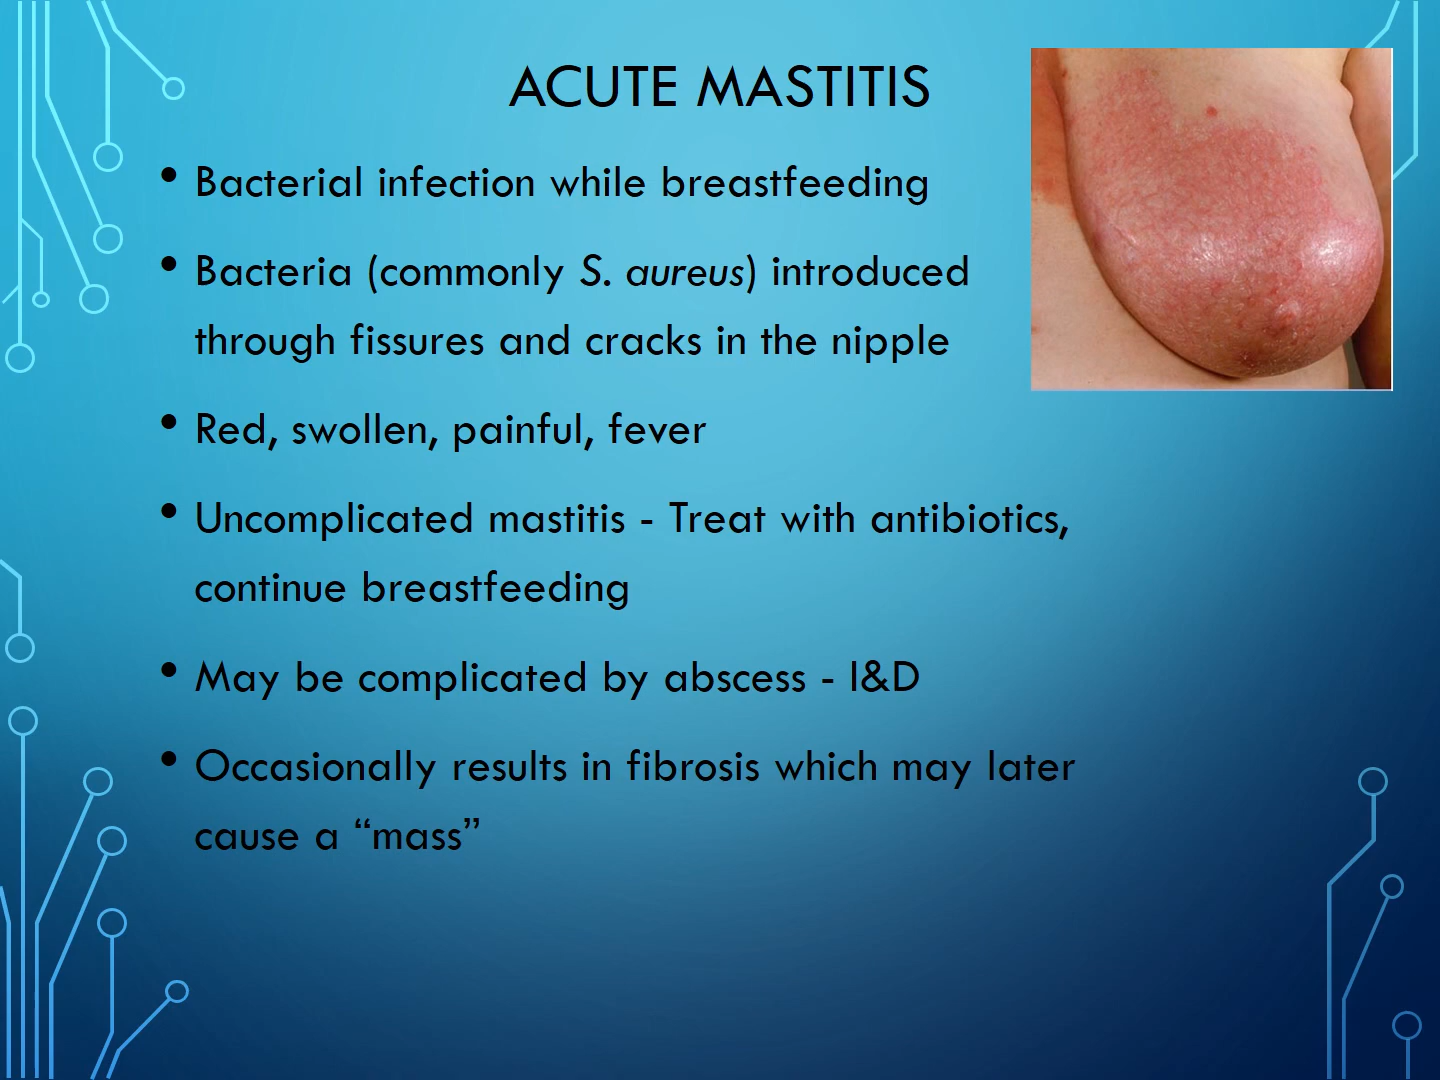 ACUTE MASTITIS
• Bacterial infection while breastfeeding
• Bacteria (commonly S. aureus) introduced
through fissures and cracks in the nipple
• Red, swollen, painful, fever
• Uncomplicated mastitis - Treat with antibiotics,
continue breastfeeding
• May be complicated by abscess - I&D
• Occasionally results in fibrosis which may later
cause a “mass”